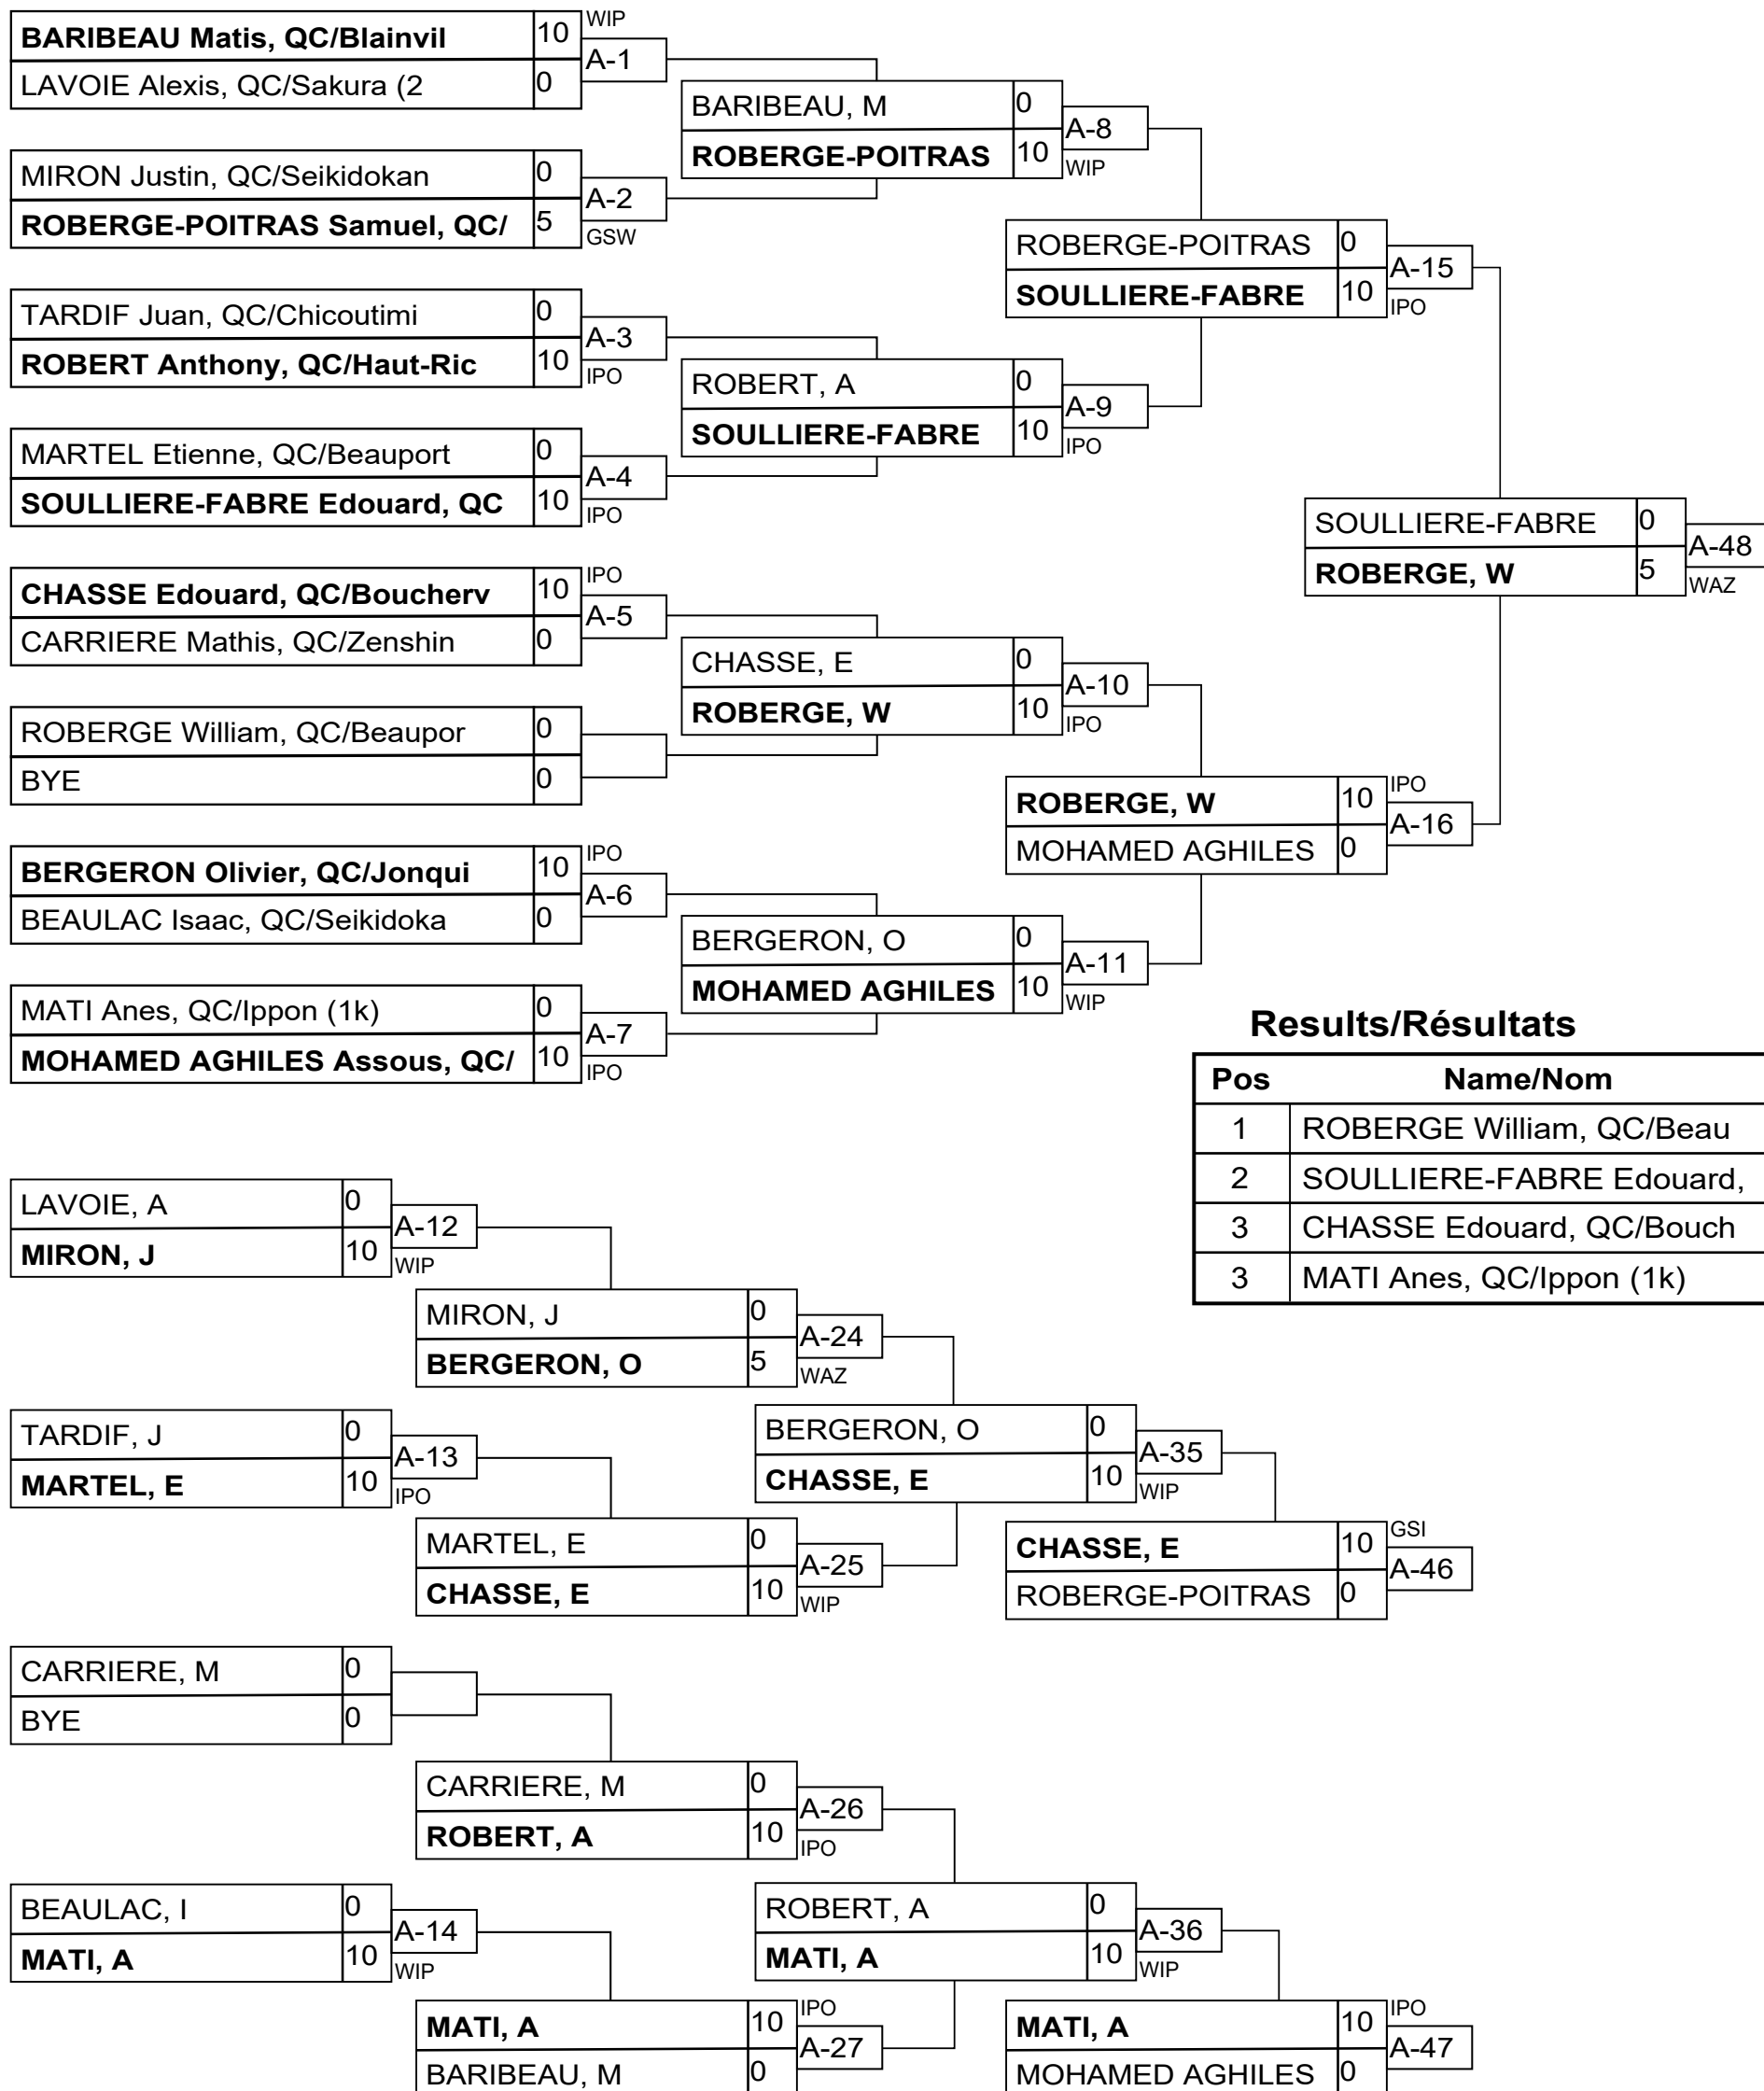 WIP
BARIBEAU Matis, QC/Blainvil 10
A-1
LAVOIE Alexis, QC/Sakura (2 0
BARIBEAU, M 0
A-8
ROBERGE-POITRAS 10
WIP
MIRON Justin, QC/Seikidokan 0
A-2
ROBERGE-POITRAS Samuel, QC/ 5
GSW
ROBERGE-POITRAS 0
A-15
SOULLIERE-FABRE 10
IPO
TARDIF Juan, QC/Chicoutimi 0
A-3
ROBERT Anthony, QC/Haut-Ric 10
IPO
ROBERT, A 0
A-9
SOULLIERE-FABRE 10
IPO
MARTEL Etienne, QC/Beauport 0
A-4
SOULLIERE-FABRE Edouard, QC 10
IPO
SOULLIERE-FABRE 0
A-48
ROBERGE, W 5
WAZ
IPO
CHASSE Edouard, QC/Boucherv 10
A-5
CARRIERE Mathis, QC/Zenshin 0
CHASSE, E 0
A-10
ROBERGE, W 10
IPO
ROBERGE William, QC/Beaupor 0
BYE 0
IPO
ROBERGE, W 10
A-16
MOHAMED AGHILES 0
IPO
BERGERON Olivier, QC/Jonqui 10
A-6
BEAULAC Isaac, QC/Seikidoka 0
BERGERON, O 0
A-11
MOHAMED AGHILES 10
WIP
MATI Anes, QC/Ippon (1k) 0
A-7
MOHAMED AGHILES Assous, QC/ 10
IPO
Results/Résultats
Pos Name/Nom
1 ROBERGE William, QC/Beau
2 SOULLIERE-FABRE Edouard,
3 CHASSE Edouard, QC/Bouch
3 MATI Anes, QC/Ippon (1k)
LAVOIE, A 0
A-12
MIRON, J 10
WIP
MIRON, J 0
A-24
BERGERON, O 5
WAZ
TARDIF, J 0
A-13
MARTEL, E 10
IPO
BERGERON, O 0
A-35
CHASSE, E 10
WIP
MARTEL, E 0
A-25
CHASSE, E 10
WIP
GSI
CHASSE, E 10
A-46
ROBERGE-POITRAS 0
CARRIERE, M 0
BYE 0
CARRIERE, M 0
A-26
ROBERT, A 10
IPO
BEAULAC, I 0
A-14
MATI, A 10
WIP
ROBERT, A 0
A-36
MATI, A 10
WIP
IPO
MATI, A 10
A-27
BARIBEAU, M 0
IPO
MATI, A 10
A-47
MOHAMED AGHILES 0